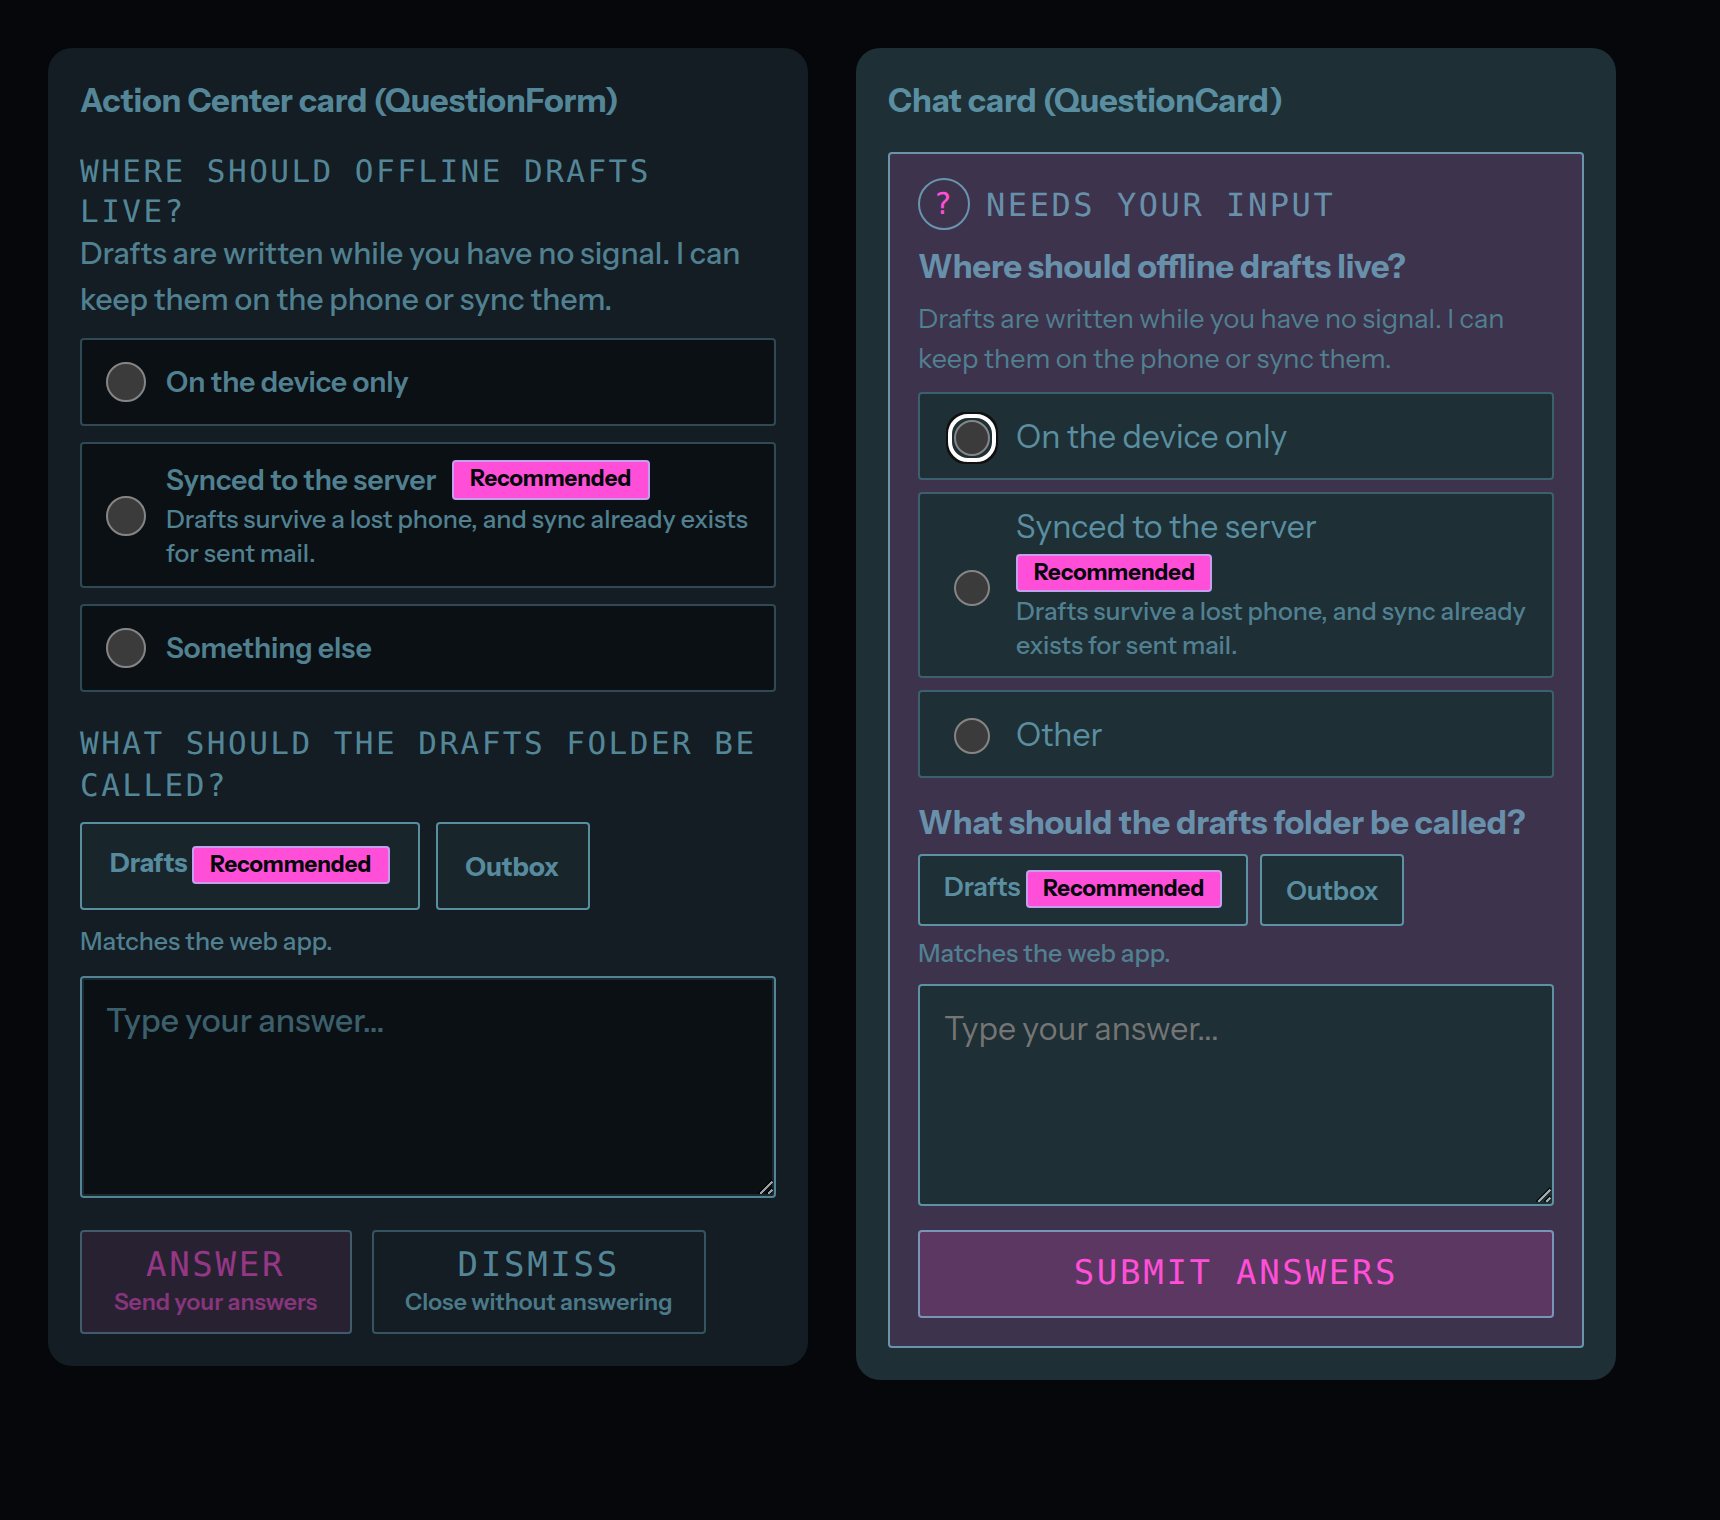 Action Center card (QuestionForm)
WHERE SHOULD OFFLINE DRAFTS
LIVE?
Drafts are written while you have no signal. I can
keep them on the phone or sync them.
On the device only
Synced to the server Recommended
Drafts survive a lost phone, and sync already exists
for sent mail.
Something else
WHAT SHOULD THE DRAFTS FOLDER BE
CALLED?
Drafts Recommended
Outbox
Matches the web app.
Type your answer...
ANSWER
Send your answers
DISMISS
Close without answering
Chat card (QuestionCard)
? NEEDS YOUR INPUT
Where should offline drafts live?
Drafts are written while you have no signal. I can
keep them on the phone or sync them.
On the device only
Synced to the server
Recommended
Drafts survive a lost phone, and sync already
exists for sent mail.
Other
What should the drafts folder be called?
Drafts Recommended
Outbox
Matches the web app.
Type your answer...
SUBMIT ANSWERS